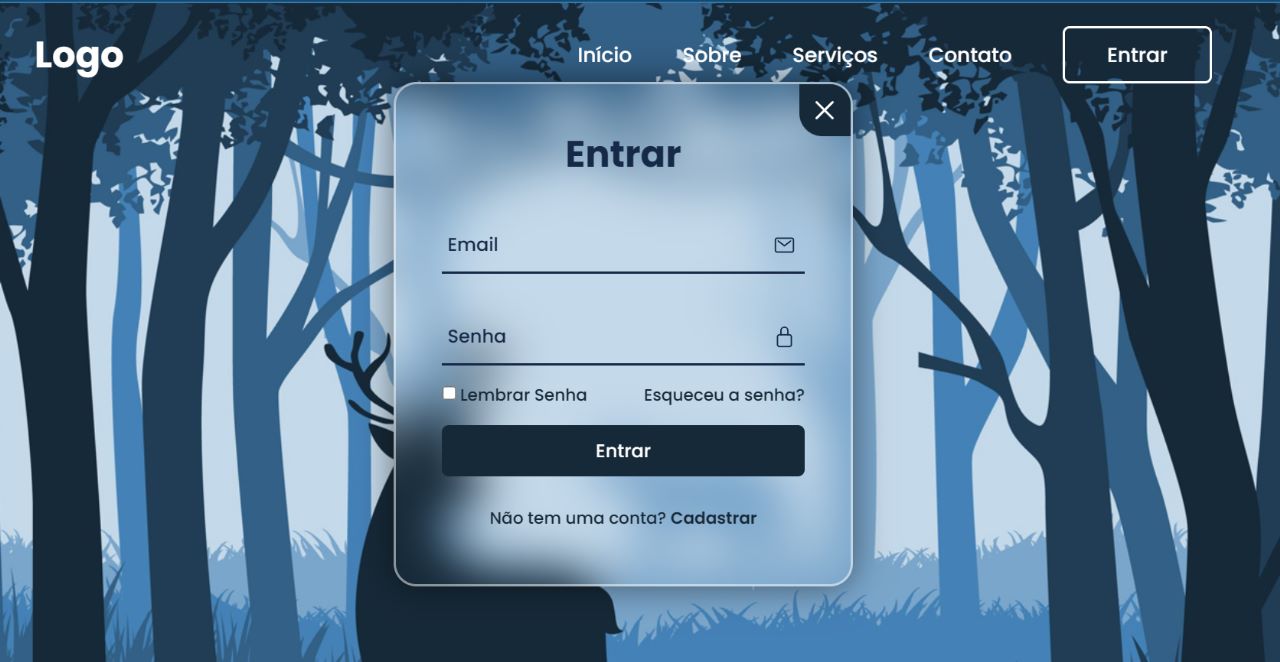 Logo
Início Sobre Serviços Contato Entrar
Entrar
Email
Senha
Lembrar Senha Esqueceu a senha?
Entrar
Não tem uma conta? Cadastrar